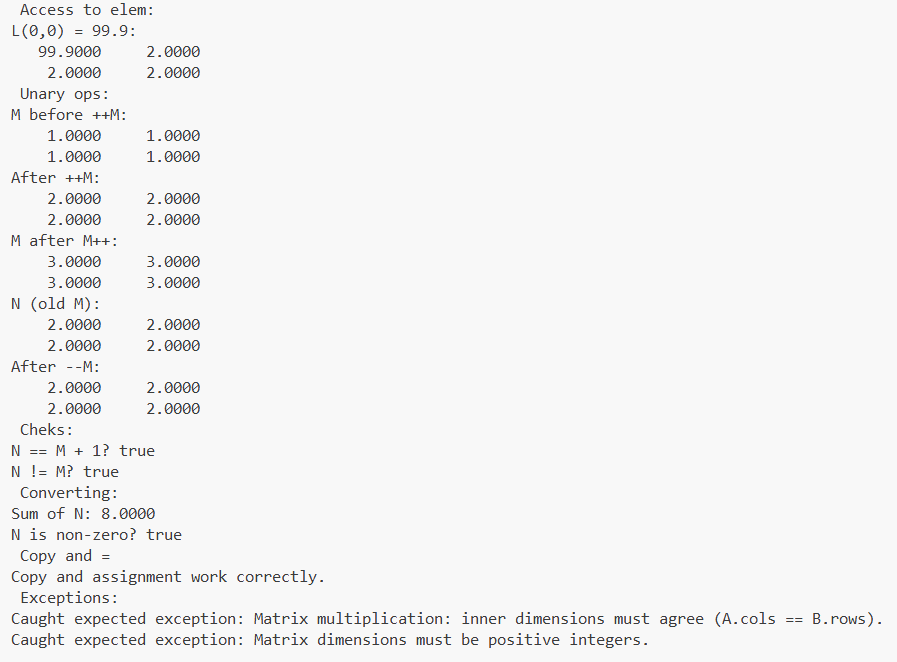 Access to elem:
L(0,0) = 99.9:
99.9000 2.0000
2.0000 2.0000
Unary ops:
M before ++M:
1.0000 1.0000
1.0000 1.0000
After ++M:
2.0000 2.0000
2.0000 2.0000
M after M++:
3.0000 3.0000
3.0000 3.0000
N (old M):
2.0000 2.0000
2.0000 2.0000
After --M:
2.0000 2.0000
2.0000 2.0000
Cheks:
N == M + 1? true
N != M? true
Converting:
Sum of N: 8.0000
N is non-zero? true
Copy and =
Copy and assignment work correctly.
Exceptions:
Caught expected exception: Matrix multiplication: inner dimensions must agree (A.cols == B.rows).
Caught expected exception: Matrix dimensions must be positive integers.